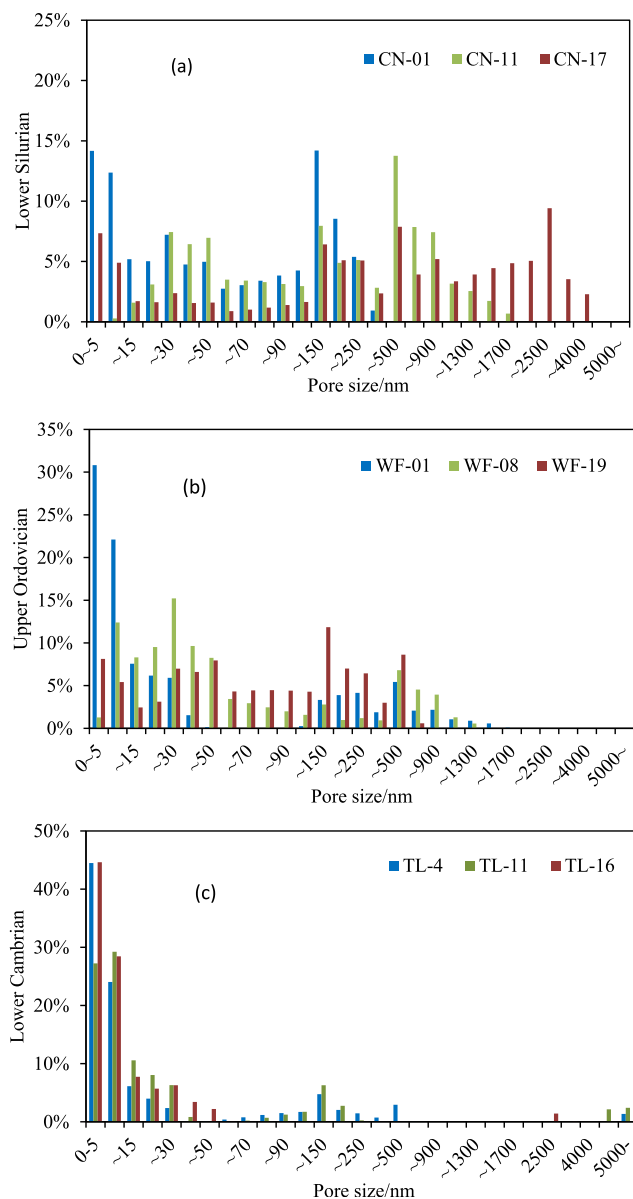 25%
(a)
CN-01 CN-11 CN-17
20%
15%
10%
5%
0%
Lower Silurian
0~5 ~15 ~30 ~50 ~70 ~90 ~150 ~250 ~500 ~900 ~1300 ~1700 ~2500 ~4000 5000~
Pore size/nm
35%
WF-01 WF-08 WF-19
30%
(b)
25%
20%
15%
10%
5%
0%
Upper Ordovician
0~5 ~15 ~30 ~50 ~70 ~90 ~150 ~250 ~500 ~900 ~1300 ~1700 ~2500 ~4000 5000~
Pore size/nm
50%
TL-4 TL-11 TL-16
(c)
40%
30%
20%
10%
0%
Lower Cambrian
0-5 ~15 ~30 ~50 ~70 ~90 ~150 ~250 ~500 ~900 ~1300 ~1700 2500 4000 5000~
Pore size/nm